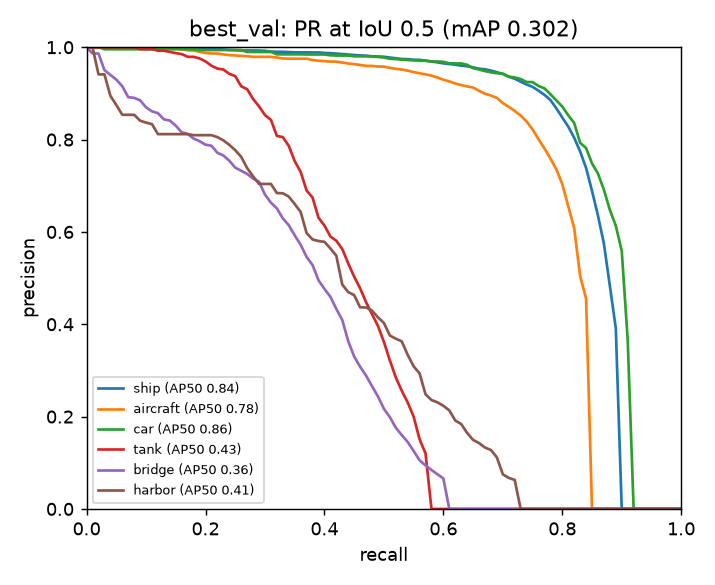 best_val: PR at IoU 0.5 (mAP 0.302)
1.0
0.8
0.6
0.4
0.2
0.0
precision
ship (AP50 0.84)
aircraft (AP50 0.78)
car (AP50 0.86)
tank (AP50 0.43)
bridge (AP50 0.36)
harbor (AP50 0.41)
0.0 0.2 0.4 0.6 0.8 1.0
recall